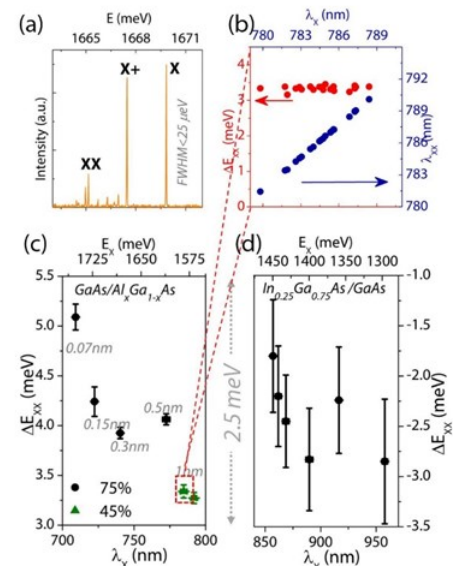 (a)
E (meV)
1665 1668 1671
XX
X+
X
FWHM<25 µeV
Intensity (a.u.)
(b)
λX (nm)
780 783 786 789
ΔEXX (meV)
4
3
2
1
0
792
789
786
783
780
λXX (nm)
(c)
EX (meV)
1725 1650 1575
GaAs/AlxGa1-xAs
5.5
5.0
4.5
4.0
3.5
3.0
ΔEXX (meV)
0.07nm
0.15nm
0.3nm
0.5nm
1nm
75%
45%
700 750 800
λX (nm)
2.5 meV
(d)
EX (meV)
1450 1400 1350 1300
In0.25Ga0.75As/GaAs
-1.0
-1.5
-2.0
-2.5
-3.0
-3.5
ΔEXX (meV)
850 900 950
λX (nm)